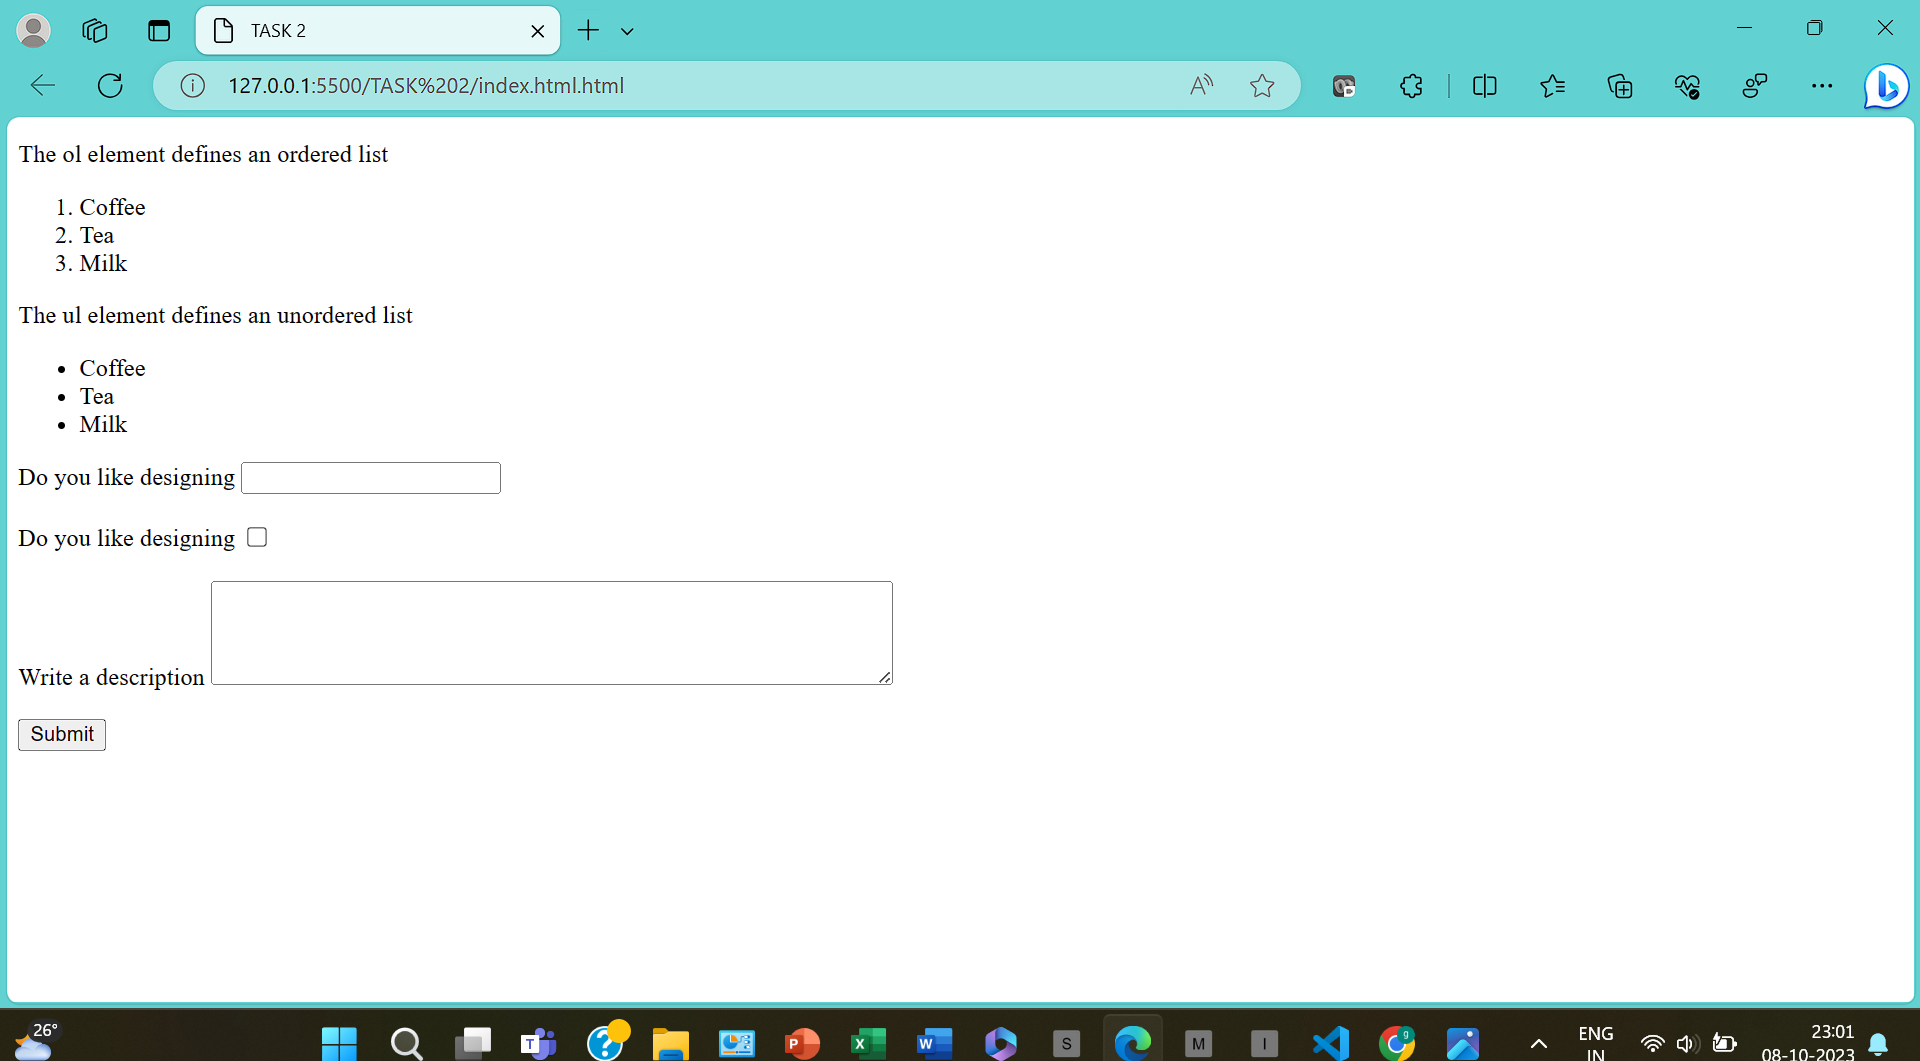 TASK 2
127.0.0.1:5500/TASK%202/index.html.html
The ol element defines an ordered list
1. Coffee
2. Tea
3. Milk
The ul element defines an unordered list
• Coffee
• Tea
• Milk
Do you like designing
Do you like designing
Write a description
Submit
26°
S
M
I
ENG
IN
23:01
08-10-2023